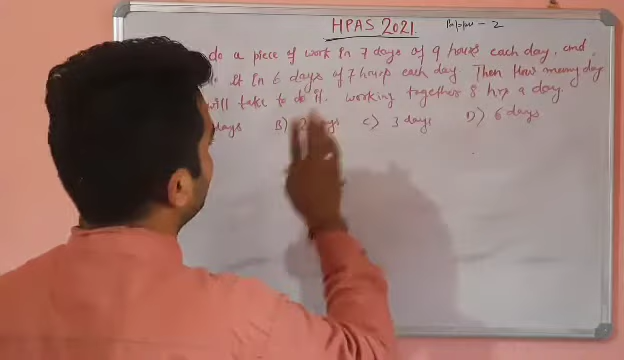 HPAS 2021. Paper - 2
do a piece of work in 7 days of 9 hours each day, and
it in 6 days of 7 hours each day. Then How many day
will take to do it. working together 8 hrs a day.
days B) C) 3 days D) 6 days